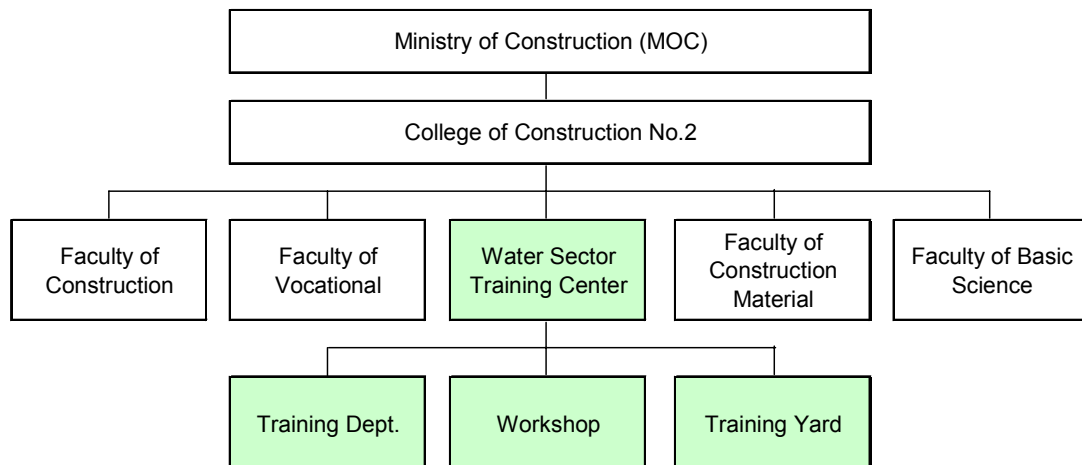 Ministry of Construction (MOC)
College of Construction No.2
Faculty of
Construction
Faculty of
Vocational
Water Sector
Training Center
Faculty of
Construction
Material
Faculty of Basic
Science
Training Dept.
Workshop
Training Yard